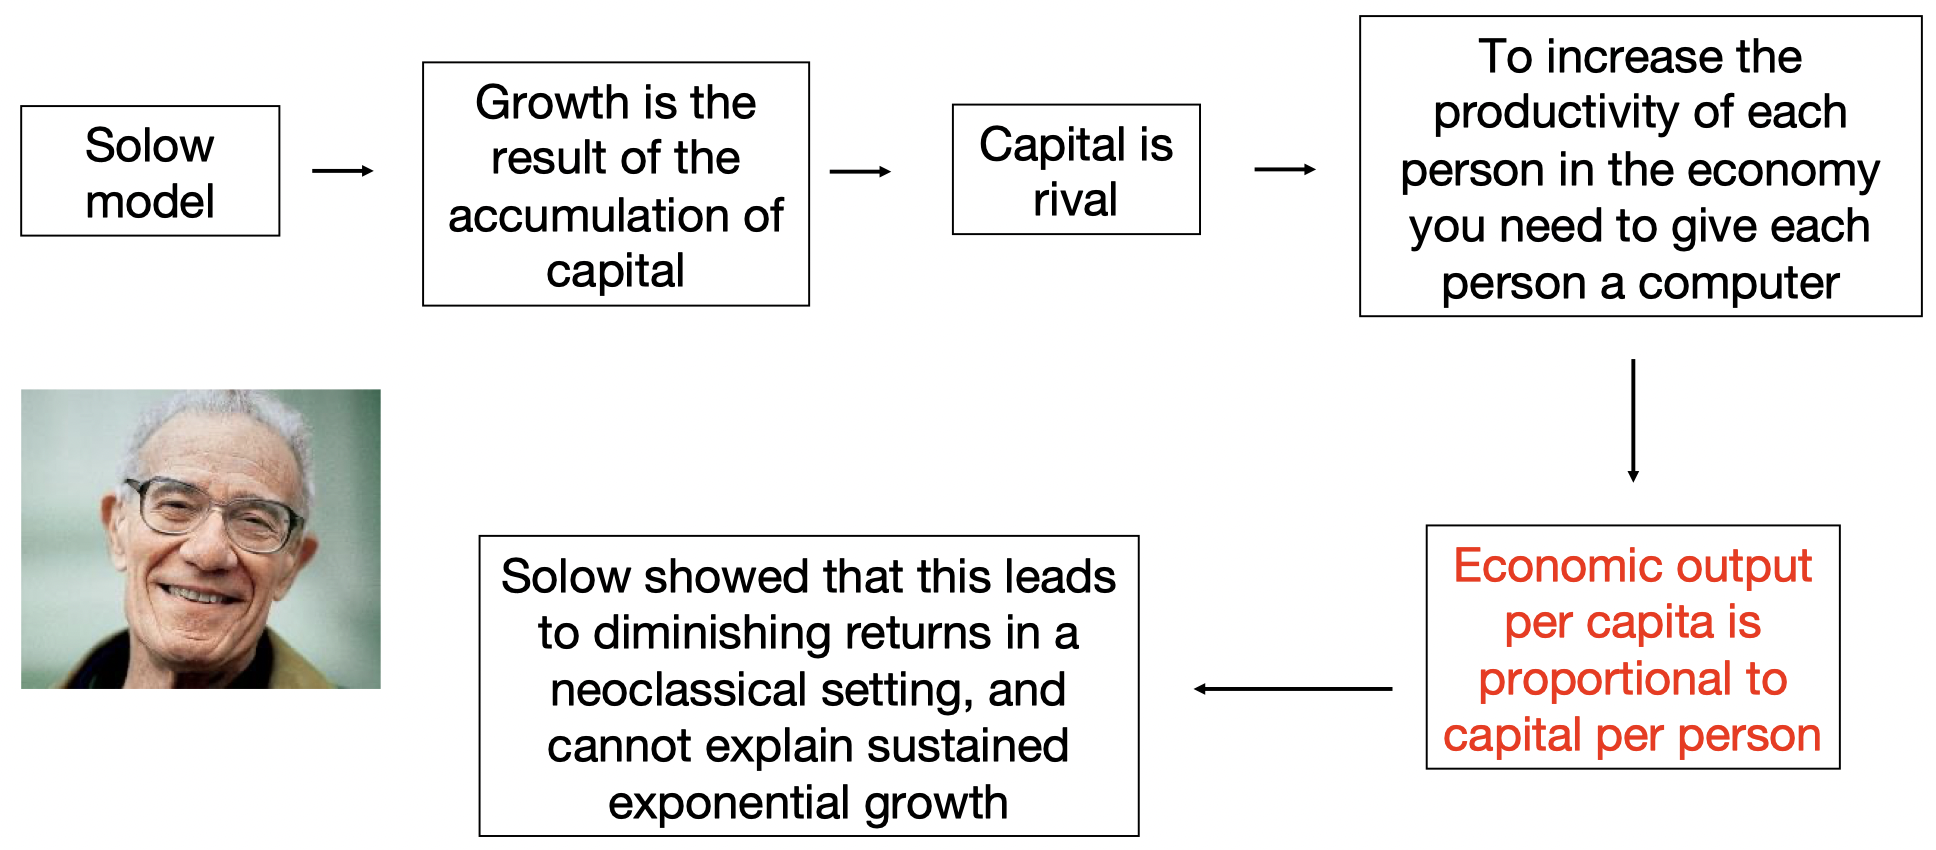 Solow
model
Growth is the
result of the
accumulation of
capital
Capital is
rival
To increase the
productivity of each
person in the economy
you need to give each
person a computer
Economic output
per capita is
proportional to
capital per person
Solow showed that this leads
to diminishing returns in a
neoclassical setting, and
cannot explain sustained
exponential growth